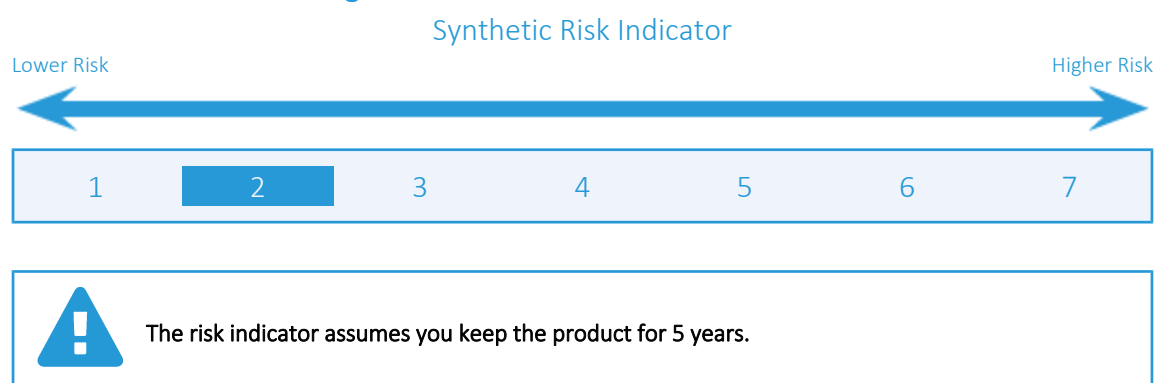 Synthetic Risk Indicator
Lower Risk Higher Risk
1 2 3 4 5 6 7
The risk indicator assumes you keep the product for 5 years.